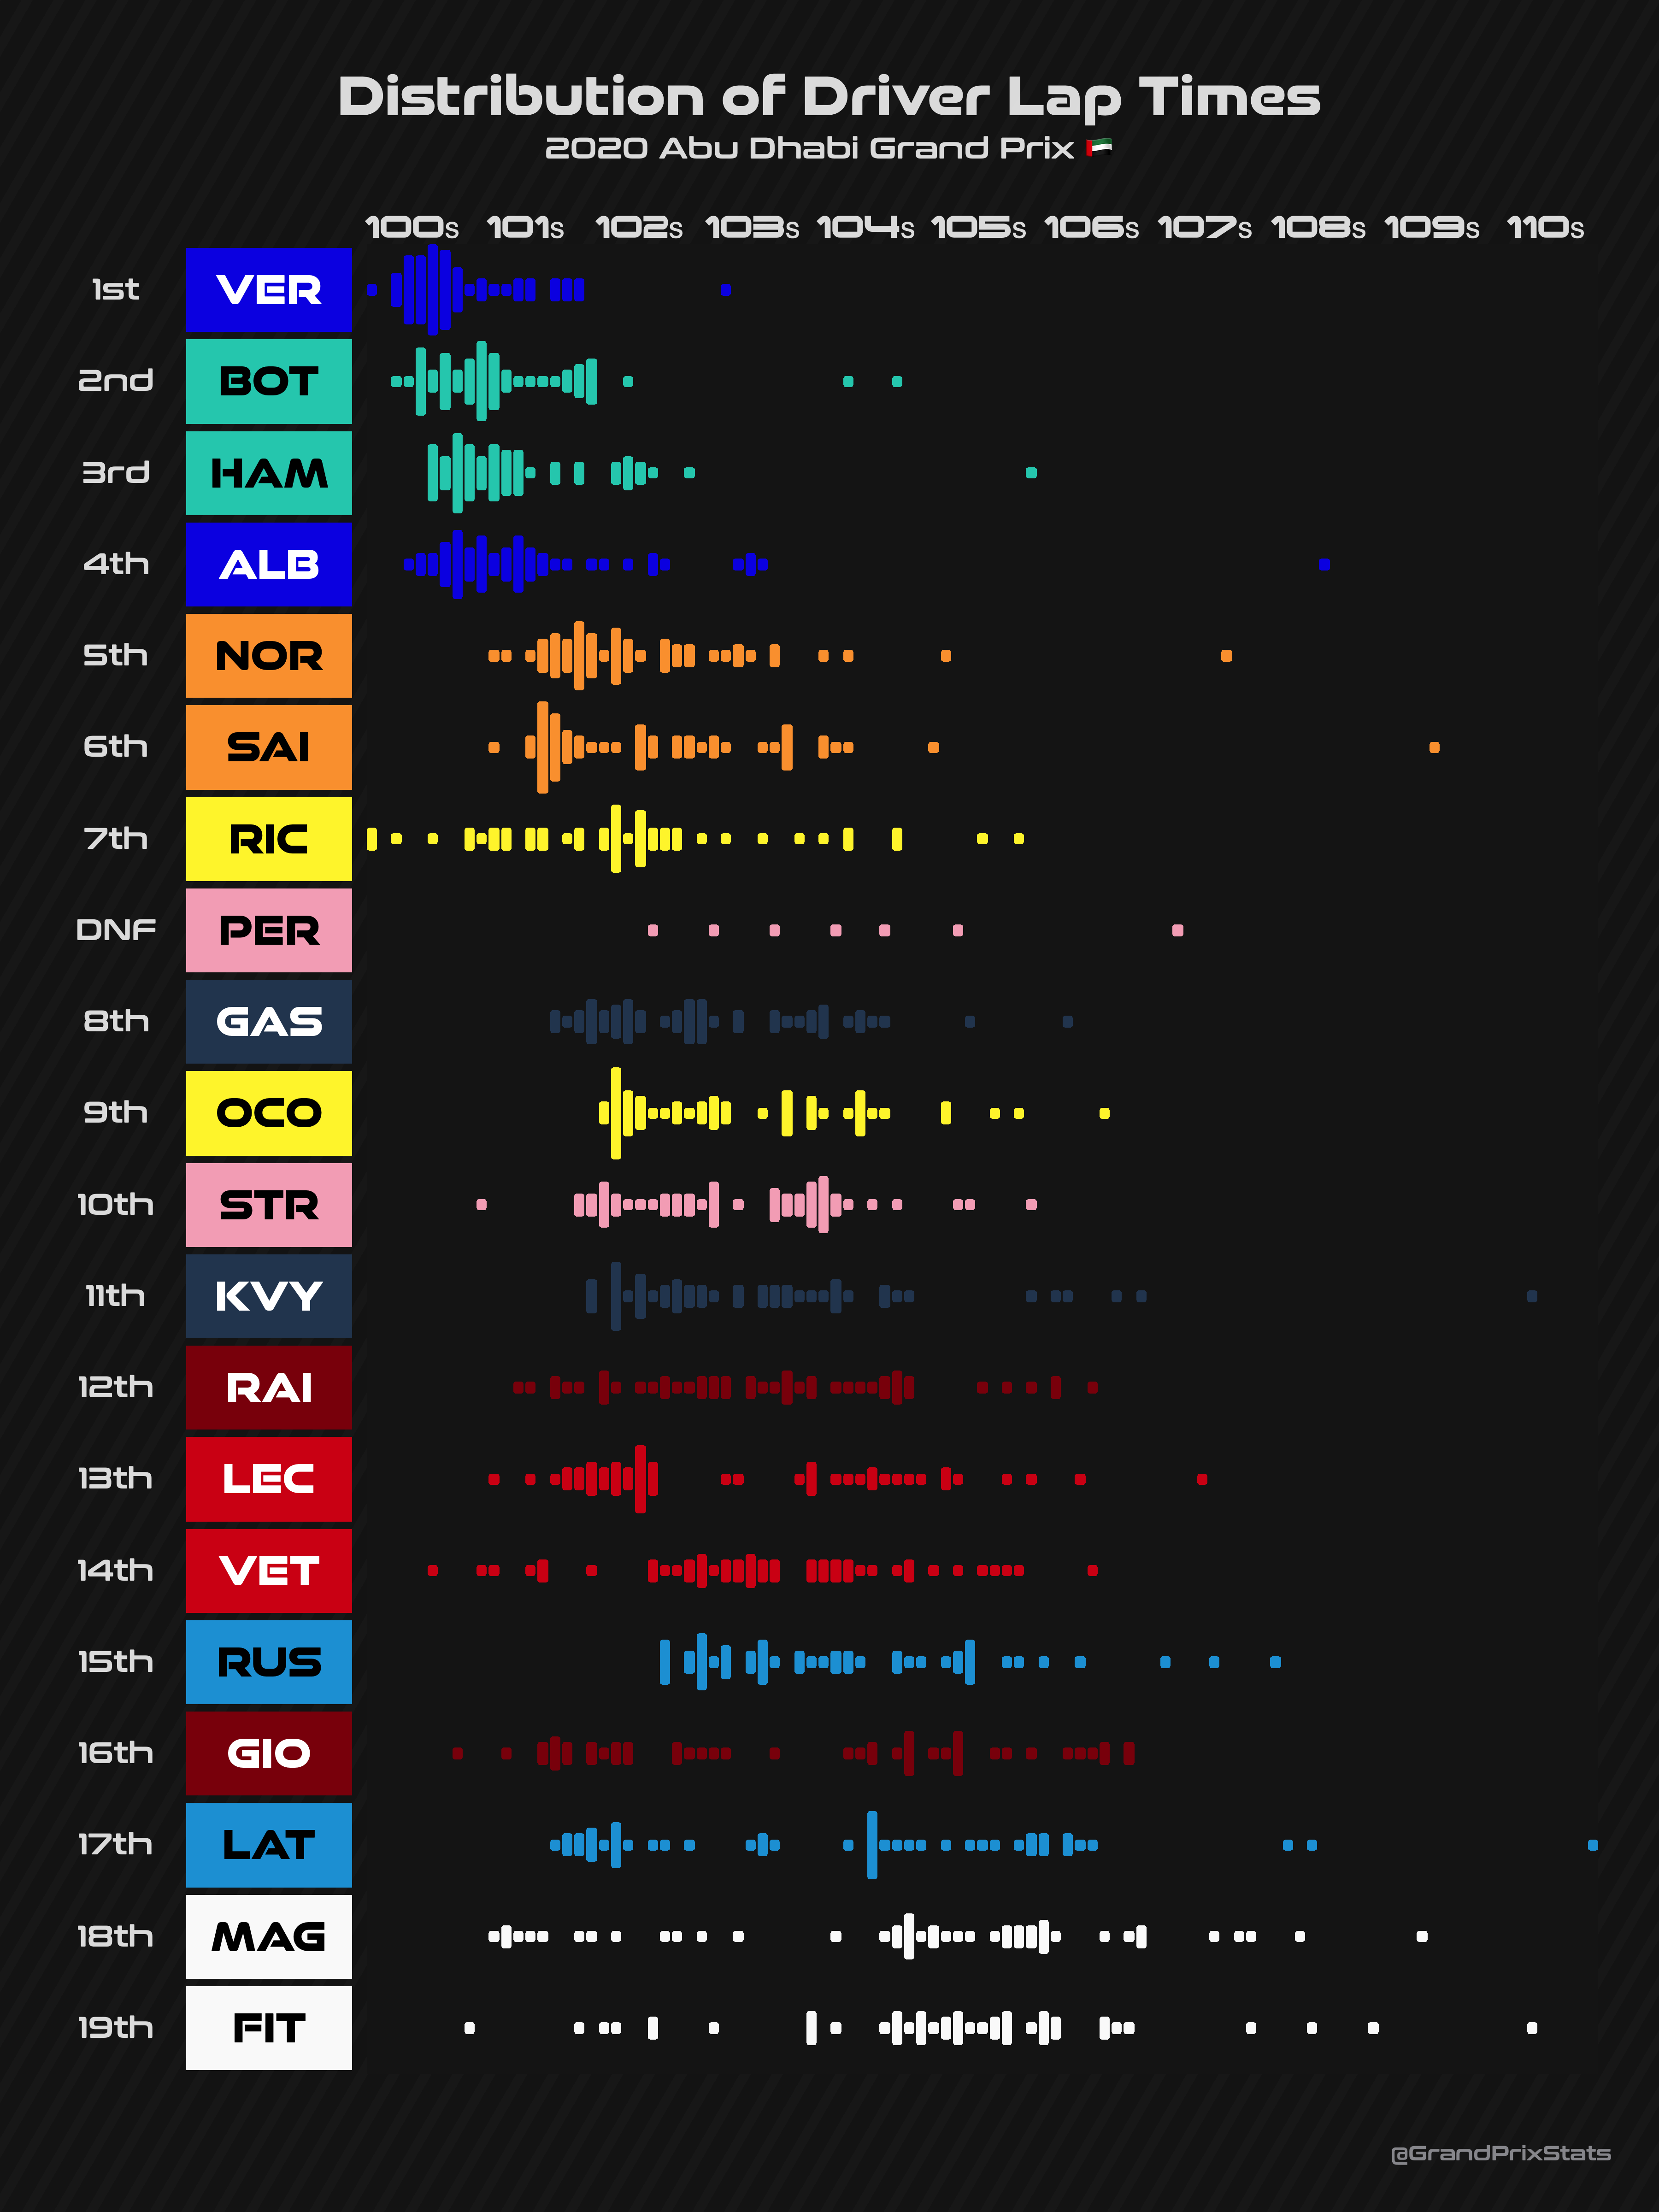 Distribution of Driver Lap Times
2020 Abu Dhabi Grand Prix 🇦🇪
100s 101s 102s 103s 104s 105s 106s 107s 108s 109s 110s
1st VER
2nd BOT
3rd HAM
4th ALB
5th NOR
6th SAI
7th RIC
DNF PER
8th GAS
9th OCO
10th STR
11th KVY
12th RAI
13th LEC
14th VET
15th RUS
16th GIO
17th LAT
18th MAG
19th FIT
@GrandPrixStats